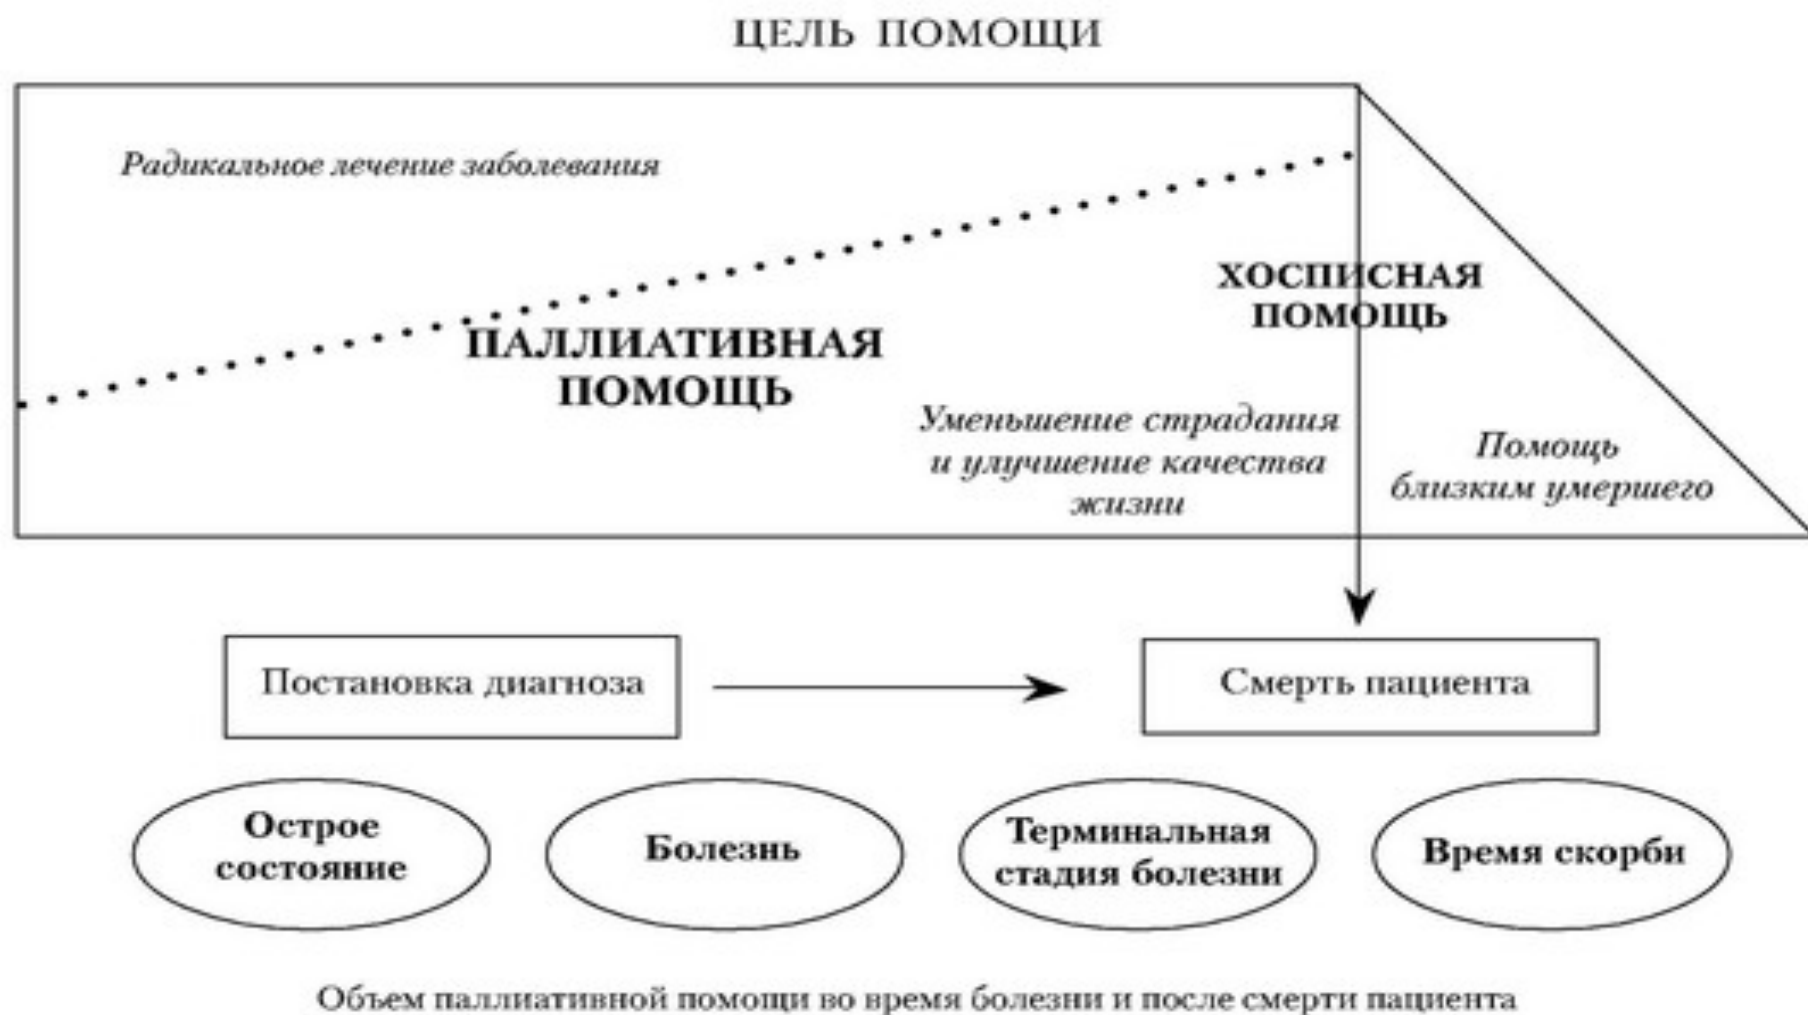 ЦЕЛЬ ПОМОЩИ
Радикальное лечение заболевания
ХОСПИСНАЯ
ПОМОЩЬ
ПАЛЛИАТИВНАЯ
ПОМОЩЬ
Уменьшение страдания
и улучшение качества
жизни
Помощь
близким умершего
Постановка диагноза
Смерть пациента
Острое
состояние
Болезнь
Терминальная
стадия болезни
Время скорби
Объем паллиативной помощи во время болезни и после смерти пациента